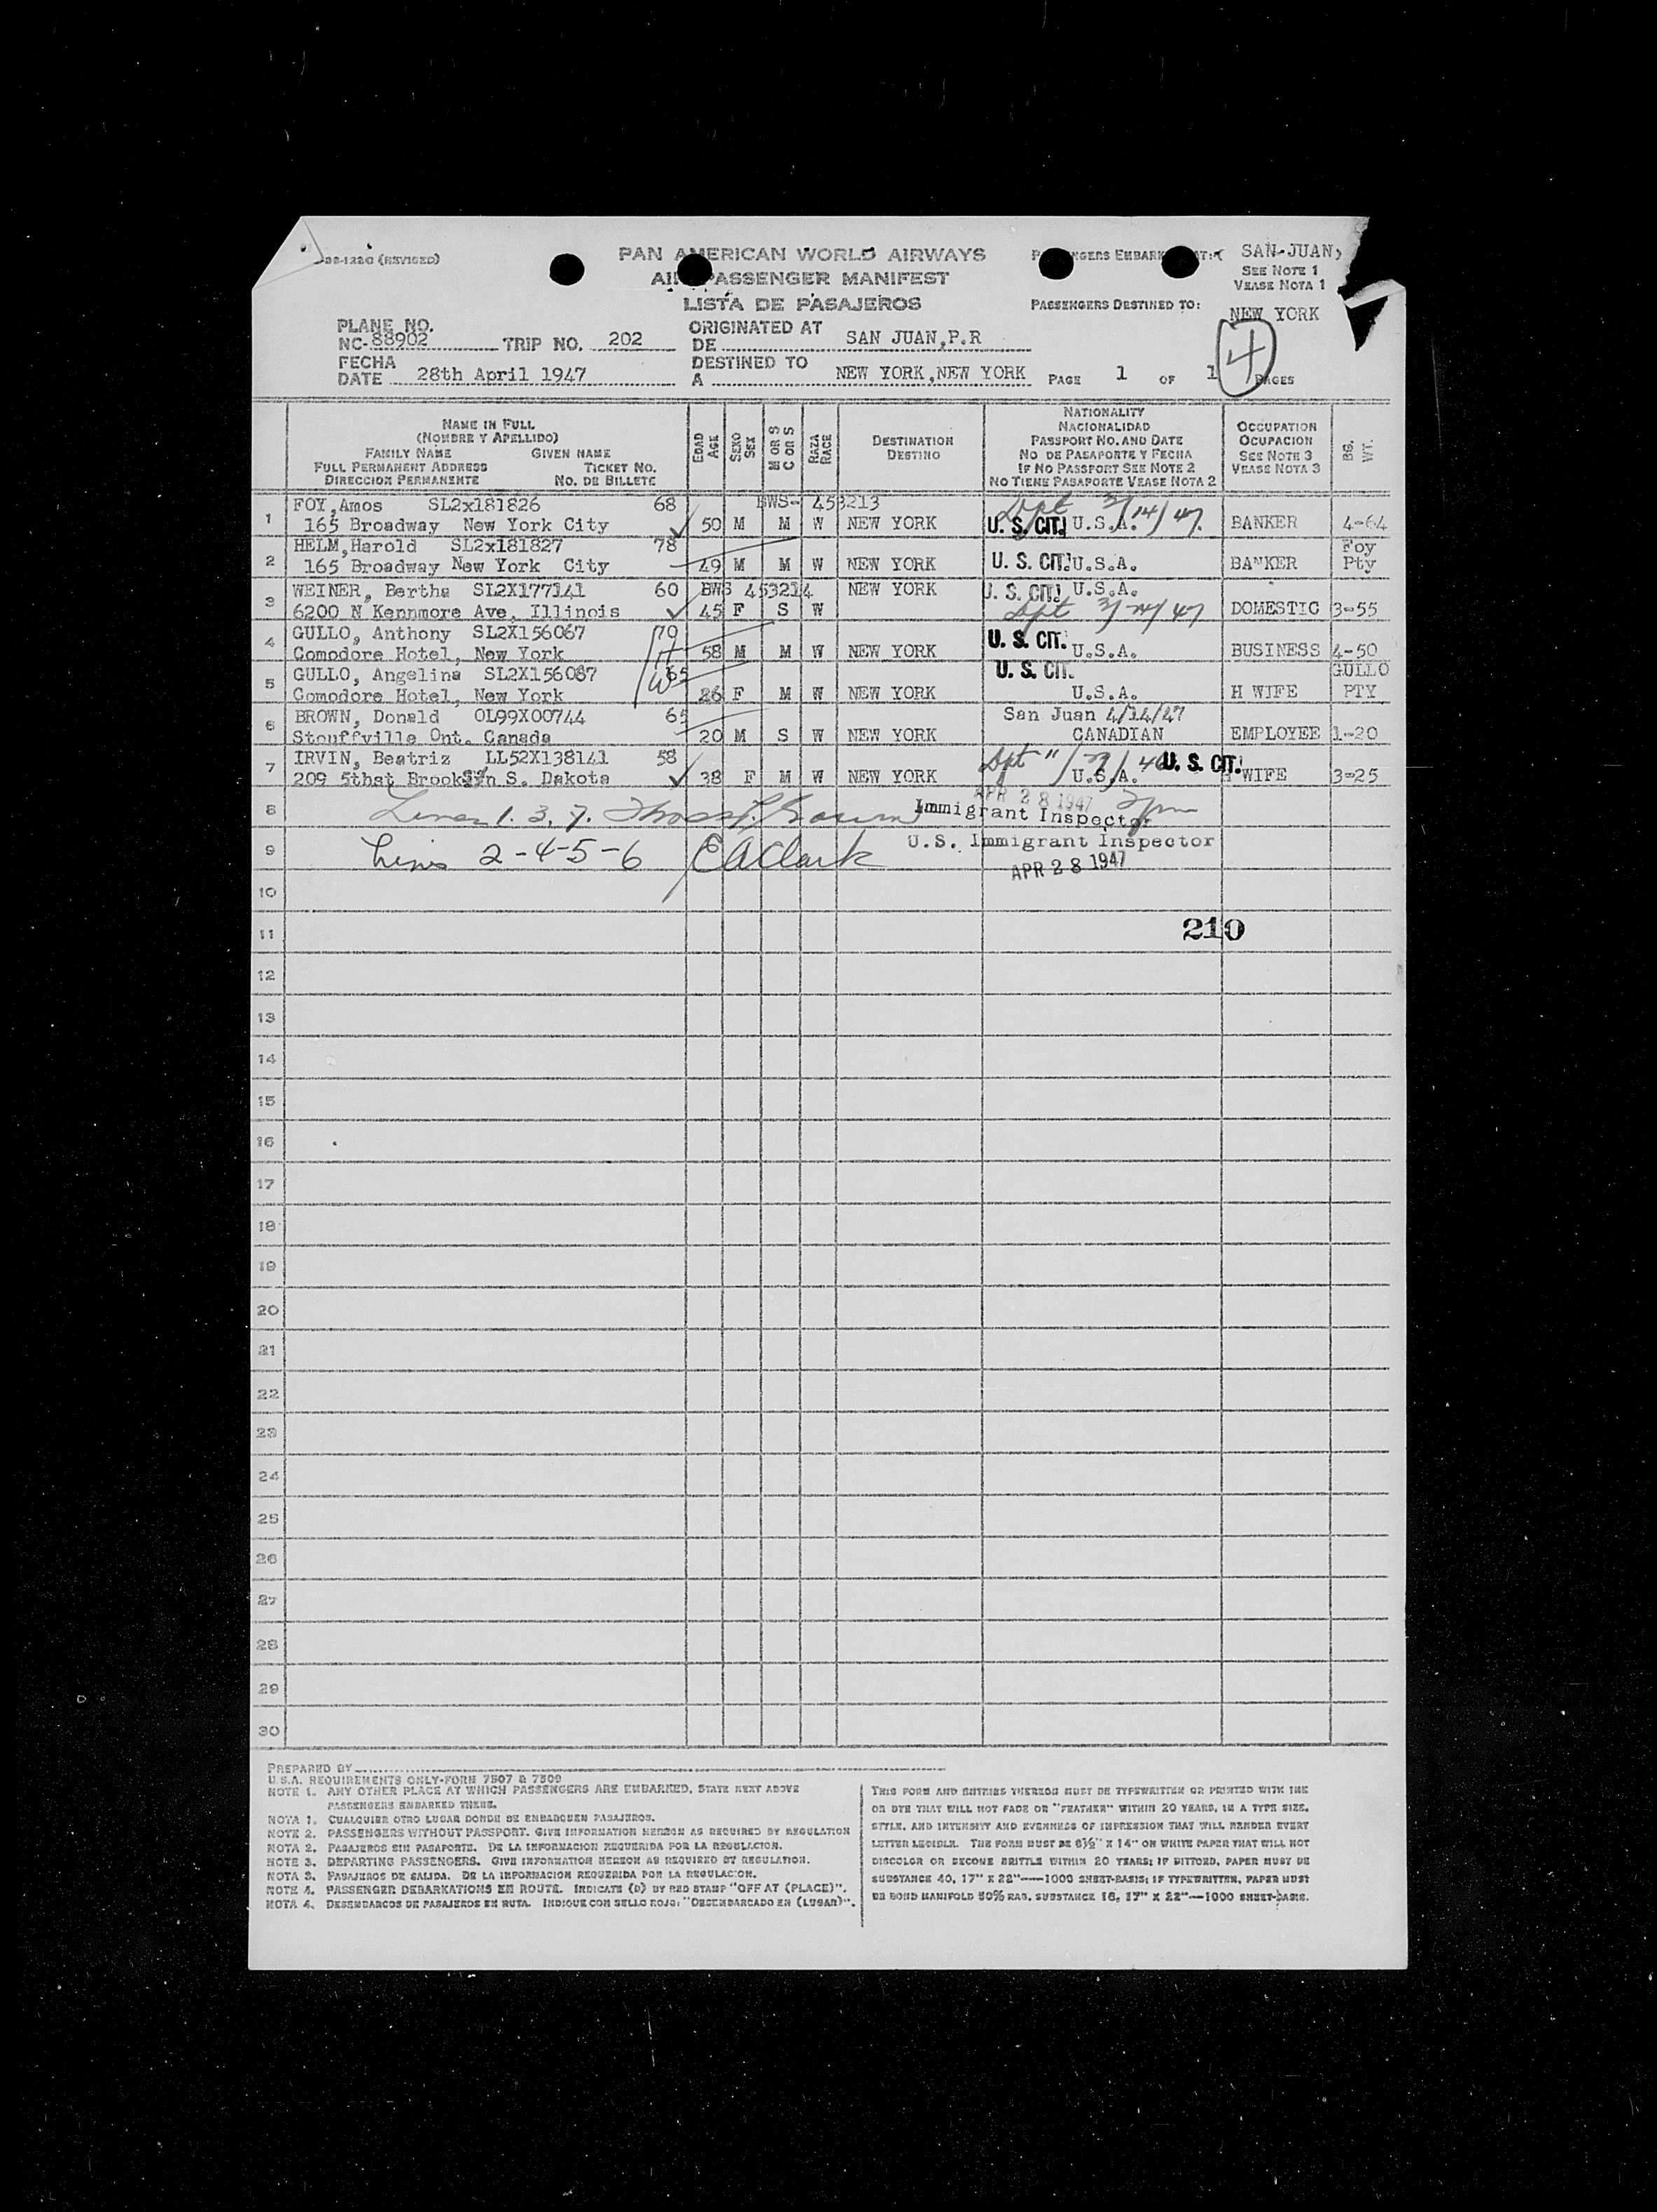 (REVISED)
PAN AMERICAN WORLD AIRWAYS
PASSENGER MANIFEST
LISTA DE PASAJEROS
SAN JUAN,
SEE NOTE 1
VEASE NOTA 1
PASSENGERS DESTINED TO:
NEW YORK
PLANE NO.
NC-88902 TRIP NO. 202
ORIGINATED AT
DE SAN JUAN,P.R
FECHA
DATE 28th April 1947
DESTINED TO
A NEW YORK,NEW YORK
PAGE 1 OF 1 PAGES
4
NAME IN FULL
(NOMBRE Y APELLIDO)
FAMILY NAME GIVEN NAME
FULL PERMANENT ADDRESS TICKET NO.
DIRECCION PERMANENTE NO. DE BILLETE
EDAD AGE
SEXO SEX
M OR S C OR S
RAZA RACE
DESTINATION
DESTINO
NATIONALITY
NACIONALIDAD
PASSPORT NO. AND DATE
NO DE PASAPORTE Y FECHA
IF NO PASSPORT SEE NOTE 2
NO TIENE PASAPORTE VEASE NOTA 2
OCCUPATION
OCUPACION
SEE NOTE 3
VEASE NOTA 3
BG. WT.
FOY,Amos SL2x181826 68 BWS- 453213
1 165 Broadway New York City 50 M M W NEW YORK U. S. CIT. U.S.A. 3/14/47 BANKER 4-64
HELM,Harold SL2x181827 78 Foy
2 165 Broadway New York City 49 M M W NEW YORK U. S. CIT. U.S.A. BANKER Pty
WEINER, Bertha SL2X177141 60 BWS 453214 NEW YORK U. S. CIT. U.S.A.
3 6200 N Kennmore Ave, Illinois 45 F S W DOMESTIC 3-55
GULLO, Anthony SL2X156067 79 U. S. CIT.
4 Comodore Hotel, New York H 58 M M W NEW YORK U.S.A. BUSINESS 4-50
GULLO, Angelina SL2X156087 65 U. S. CIT. GULLO
5 Comodore Hotel, New York W 26 F M W NEW YORK U.S.A. H WIFE PTY
BROWN, Donald OL99X00744 65 San Juan 4/14/47
6 Stouffville Ont. Canada 20 M S W NEW YORK CANADIAN EMPLOYEE 1-20
IRVIN, Beatriz LL52X138141 58
7 209 5that S. Dakota 38 F M W NEW YORK U.S.A. U. S. CIT. H WIFE 3-25
APR 28 1947
8 Lines 1. 3. 7. Immigrant Inspector
9 Lines 2-4-5-6 E A Clark U.S. Immigrant Inspector
APR 28 1947
10
11 210
12
13
14
15
16
17
18
19
20
21
22
23
24
25
26
27
28
29
30
PREPARED BY
U.S.A. REQUIREMENTS ONLY-FORM 7507 & 7509
NOTE 1. ANY OTHER PLACE AT WHICH PASSENGERS ARE EMBARKED, STATE NEXT ABOVE
PASSENGERS EMBARKED THERE.
NOTA 1. CUALQUIER OTRO LUGAR DONDE SE EMBARQUEN PASAJEROS.
NOTE 2. PASSENGERS WITHOUT PASSPORT. GIVE INFORMATION HEREON AS REQUIRED BY REGULATION
NOTA 2. PASAJEROS SIN PASAPORTE. DE LA INFORMACION REQUERIDA POR LA REGULACION.
NOTE 3. DEPARTING PASSENGERS. GIVE INFORMATION HEREON AS REQUIRED BY REGULATION.
NOTA 3. PASAJEROS DE SALIDA. DE LA INFORMACION REQUERIDA POR LA REGULACION.
NOTE 4. PASSENGER DEBARKATIONS EN ROUTE. INDICATE (D) BY RED STAMP "OFF AT (PLACE)".
NOTA 4. DESEMBARCOS DE PASAJEROS EN RUTA. INDIQUE CON SELLO ROJO: "DESEMBARCADO EN (LUGAR)".
THIS FORM AND ENTRIES THEREON MUST BE TYPEWRITTEN OR PRINTED WITH INK
OR DYE THAT WILL NOT FADE OR "FEATHER" WITHIN 20 YEARS, IN A TYPE SIZE,
STYLE, AND INTENSITY AND EVENNESS OF IMPRESSION THAT WILL RENDER EVERY
LETTER LEGIBLE. THE FORM MUST BE 8½" X 14" ON WHITE PAPER THAT WILL NOT
DISCOLOR OR BECOME BRITTLE WITHIN 20 YEARS; IF DITTOED, PAPER MUST BE
SUBSTANCE 40, 17" X 22"—1000 SHEET-BASIS; IF TYPEWRITTEN, PAPER MUST
BE BOND MANIFOLD 50% RAG. SUBSTANCE 16, 17" X 22"—1000 SHEET-BASIS.